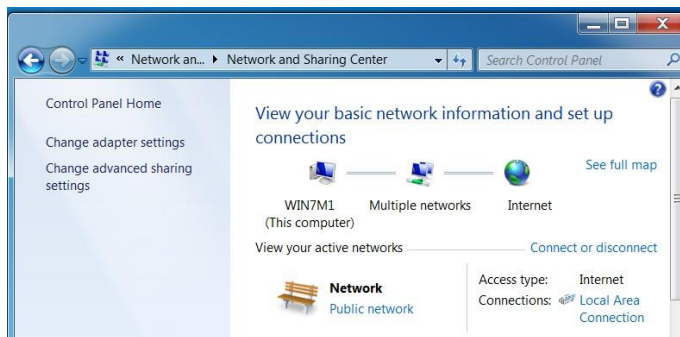 « Network an... ▸ Network and Sharing Center
Search Control Panel
Control Panel Home
Change adapter settings
Change advanced sharing
settings
View your basic network information and set up
connections
See full map
WIN7M1
(This computer)
Multiple networks
Internet
View your active networks
Connect or disconnect
Network
Public network
Access type: Internet
Connections: Local Area
Connection